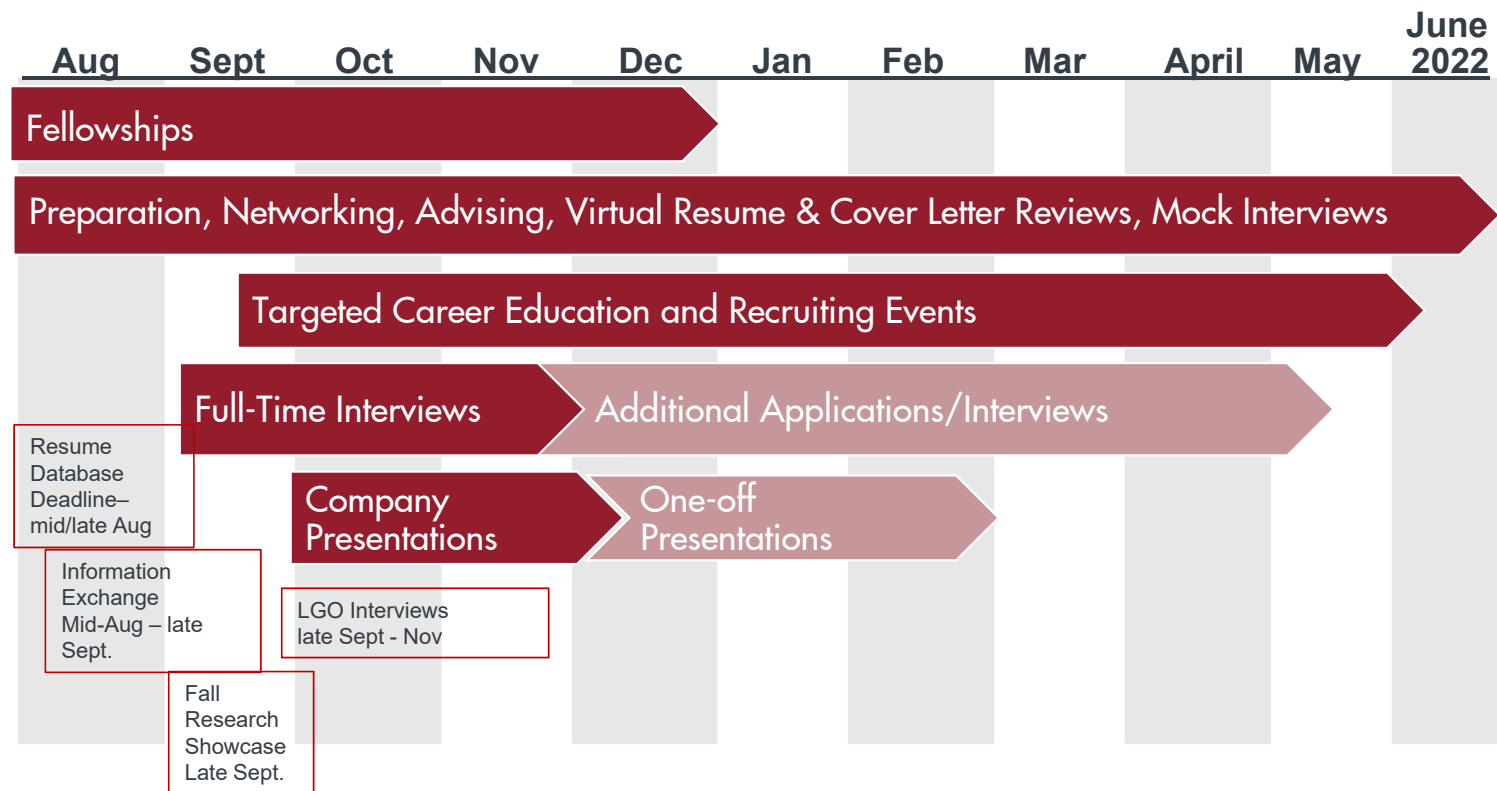 June
Aug Sept Oct Nov Dec Jan Feb Mar April May 2022
Fellowships
Preparation, Networking, Advising, Virtual Resume & Cover Letter Reviews, Mock Interviews
Targeted Career Education and Recruiting Events
Full-Time Interviews
Additional Applications/Interviews
Company
Presentations
One-off
Presentations
Resume
Database
Deadline–
mid/late Aug
Information
Exchange
Mid-Aug – late
Sept.
LGO Interviews
late Sept - Nov
Fall
Research
Showcase
Late Sept.